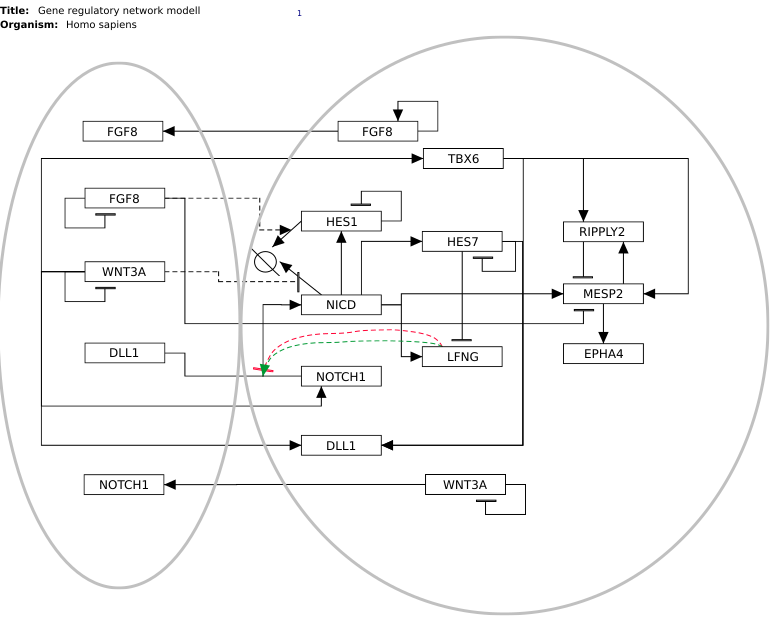 Title: Gene regulatory network modell
1
Organism: Homo sapiens
FGF8
FGF8
TBX6
FGF8
HES1
RIPPLY2
HES7
WNT3A
MESP2
NICD
DLL1
LFNG
EPHA4
NOTCH1
DLL1
NOTCH1
WNT3A